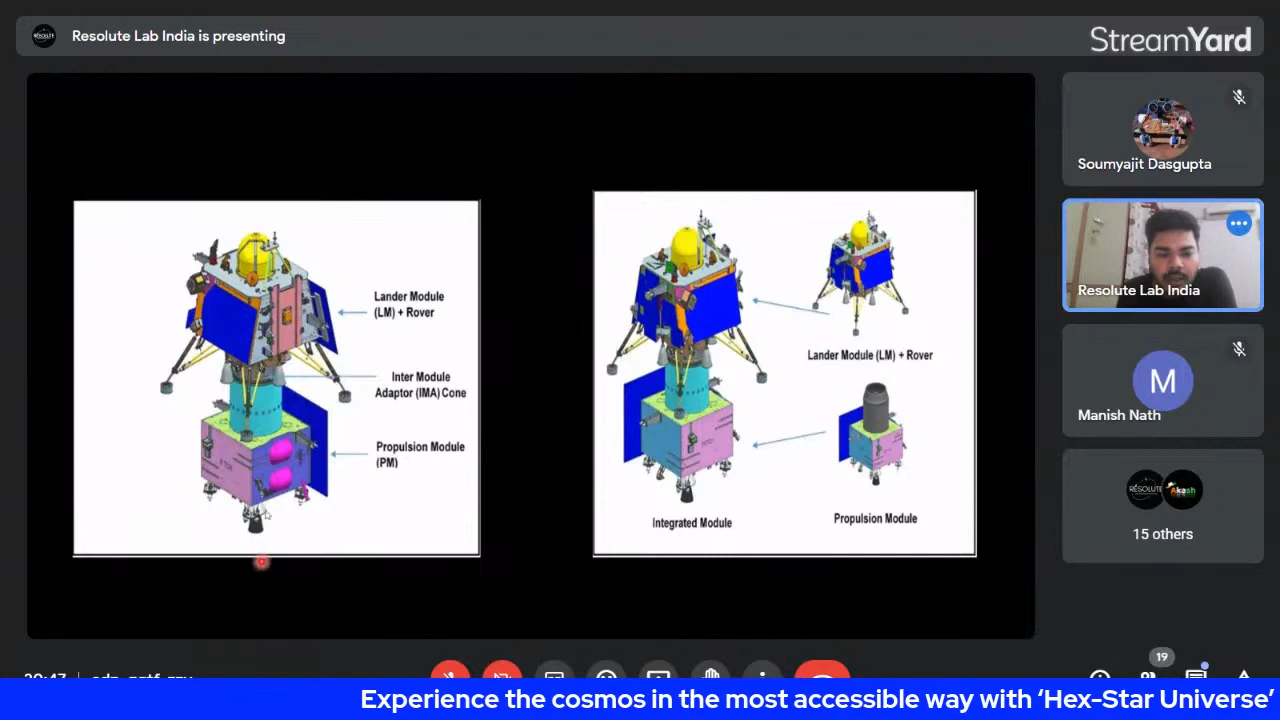 Resolute Lab India is presenting
StreamYard
Soumyajit Dasgupta
Resolute Lab India
Manish Nath
M
RESOLUTE
Akash
15 others
Lander Module
(LM) + Rover
Inter Module
Adaptor (IMA) Cone
Propulsion Module
(PM)
Lander Module (LM) + Rover
Integrated Module
Propulsion Module
19
Experience the cosmos in the most accessible way with ‘Hex-Star Universe’